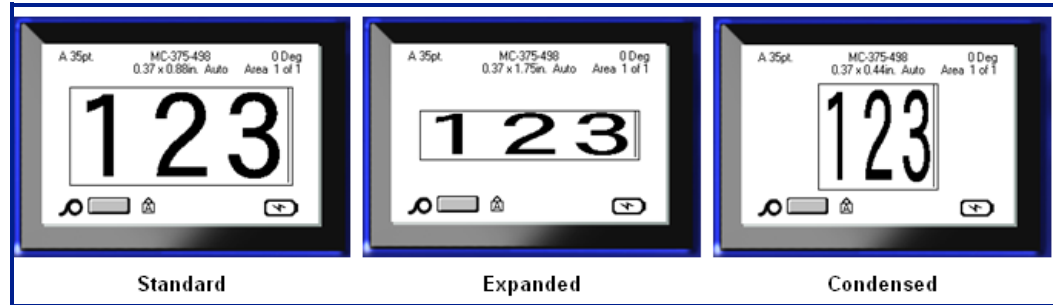 A 35pt. MC-375-498 0 Deg
0.37 x 0.88in. Auto Area 1 of 1
123
A
Standard
A 35pt. MC-375-498 0 Deg
0.37 x 1.75in. Auto Area 1 of 1
123
A
Expanded
A 35pt. MC-375-498 0 Deg
0.37 x 0.44in. Auto Area 1 of 1
123
A
Condensed